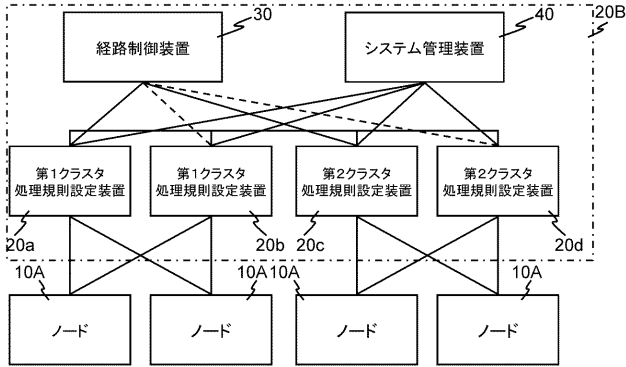 30
40
20B
経路制御装置
システム管理装置
第1クラスタ
処理規則設定装置
第1クラスタ
処理規則設定装置
第2クラスタ
処理規則設定装置
第2クラスタ
処理規則設定装置
20a
20b
20c
20d
10A
10A
10A
10A
ノード
ノード
ノード
ノード